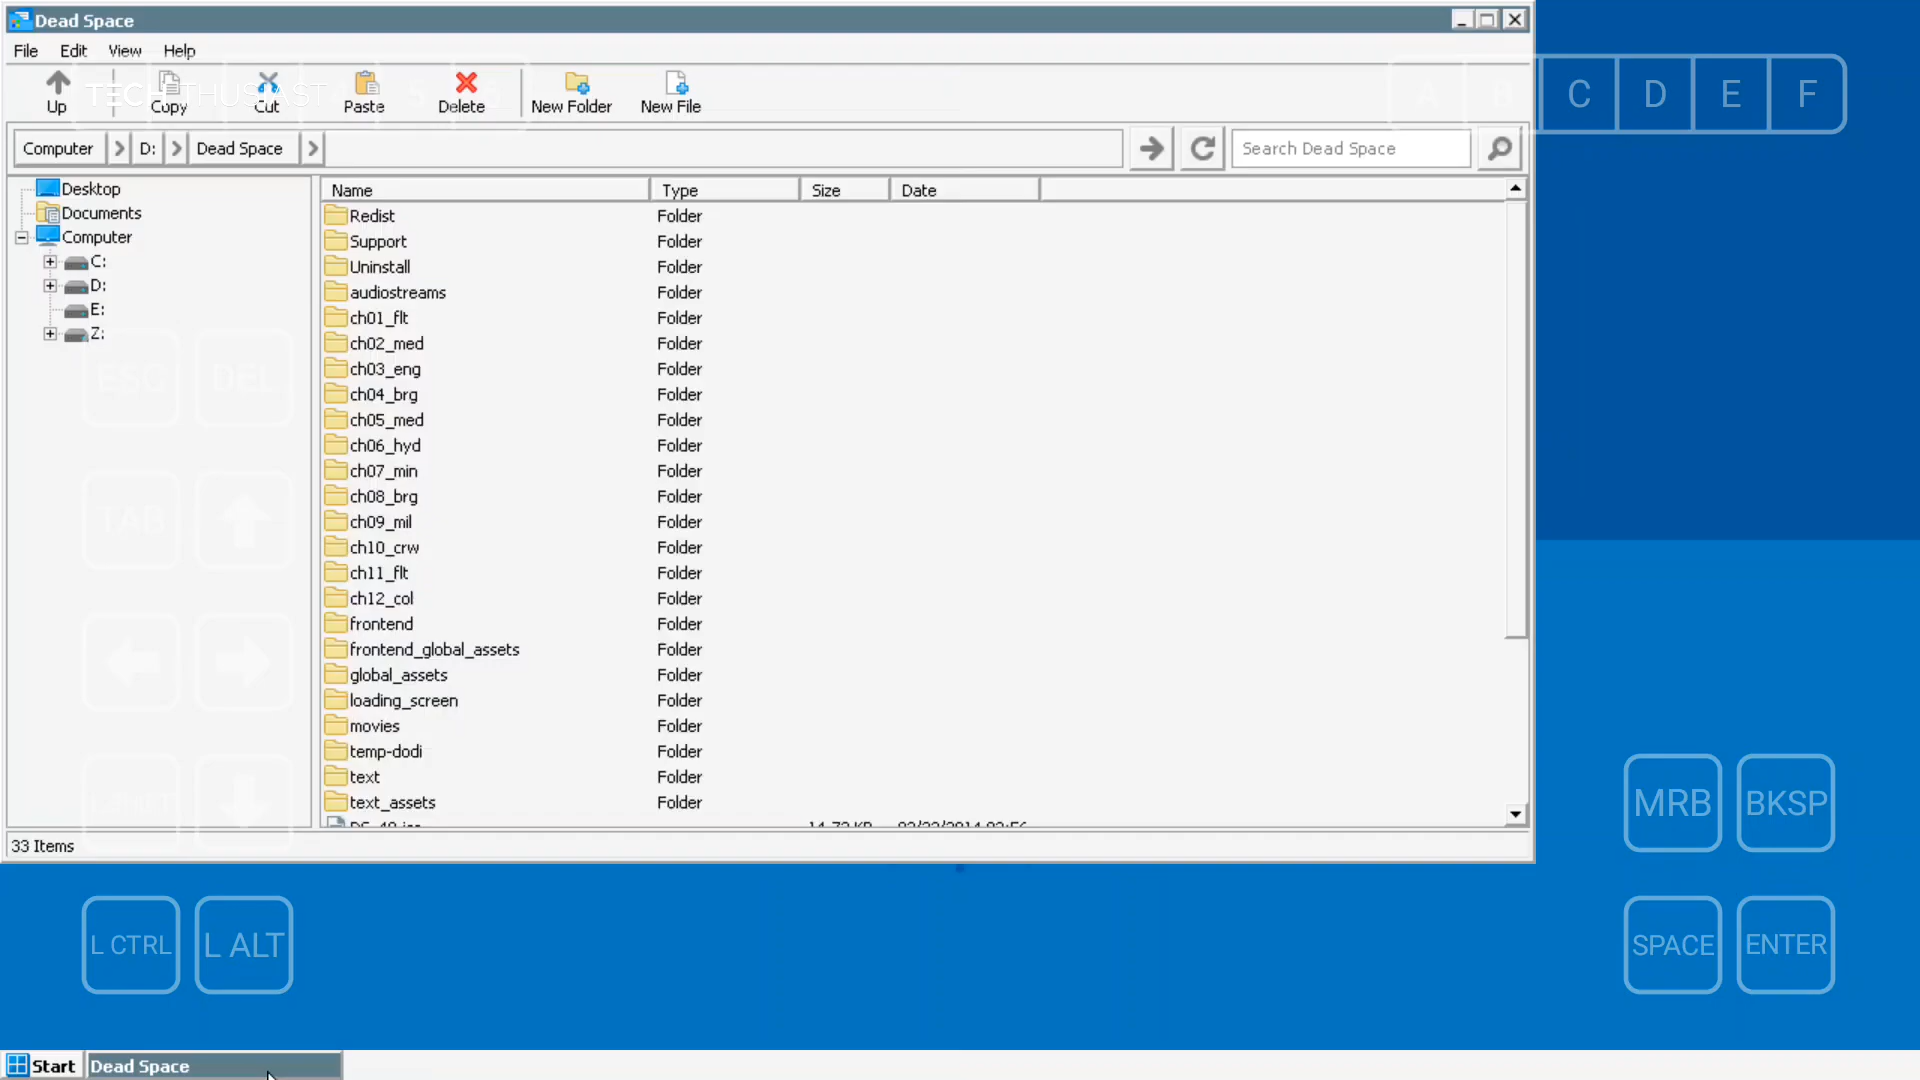 Dead Space
File Edit View Help
Up Copy Cut Paste Delete New Folder New File
A B C D E F
Computer D: Dead Space Search Dead Space
Desktop
Documents
Computer
C:
D:
E:
Z:
Name Type Size Date
Redist Folder
Support Folder
Uninstall Folder
audiostreams Folder
ch01_flt Folder
ch02_med Folder
ch03_eng Folder
ch04_brg Folder
ch05_med Folder
ch06_hyd Folder
ch07_min Folder
ch08_brg Folder
ch09_mil Folder
ch10_crw Folder
ch11_flt Folder
ch12_col Folder
frontend Folder
frontend_global_assets Folder
global_assets Folder
loading_screen Folder
movies Folder
temp-dodi Folder
text Folder
text_assets Folder
33 Items
ESC DEL
TAB
MRB BKSP
L CTRL L ALT
SPACE ENTER
Start Dead Space